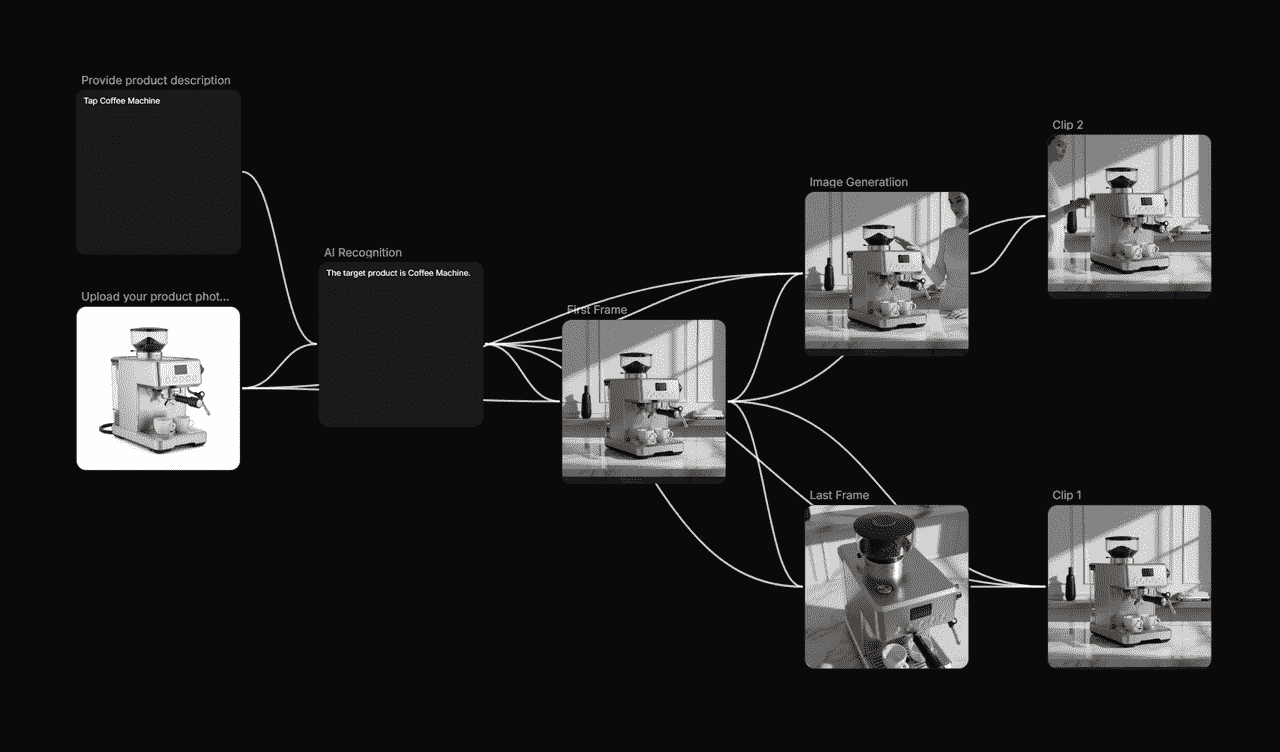 Provide product description
Tap Coffee Machine
Upload your product phot...
AI Recognition
The target product is Coffee Machine.
First Frame
Image Generatiion
Last Frame
Clip 2
Clip 1